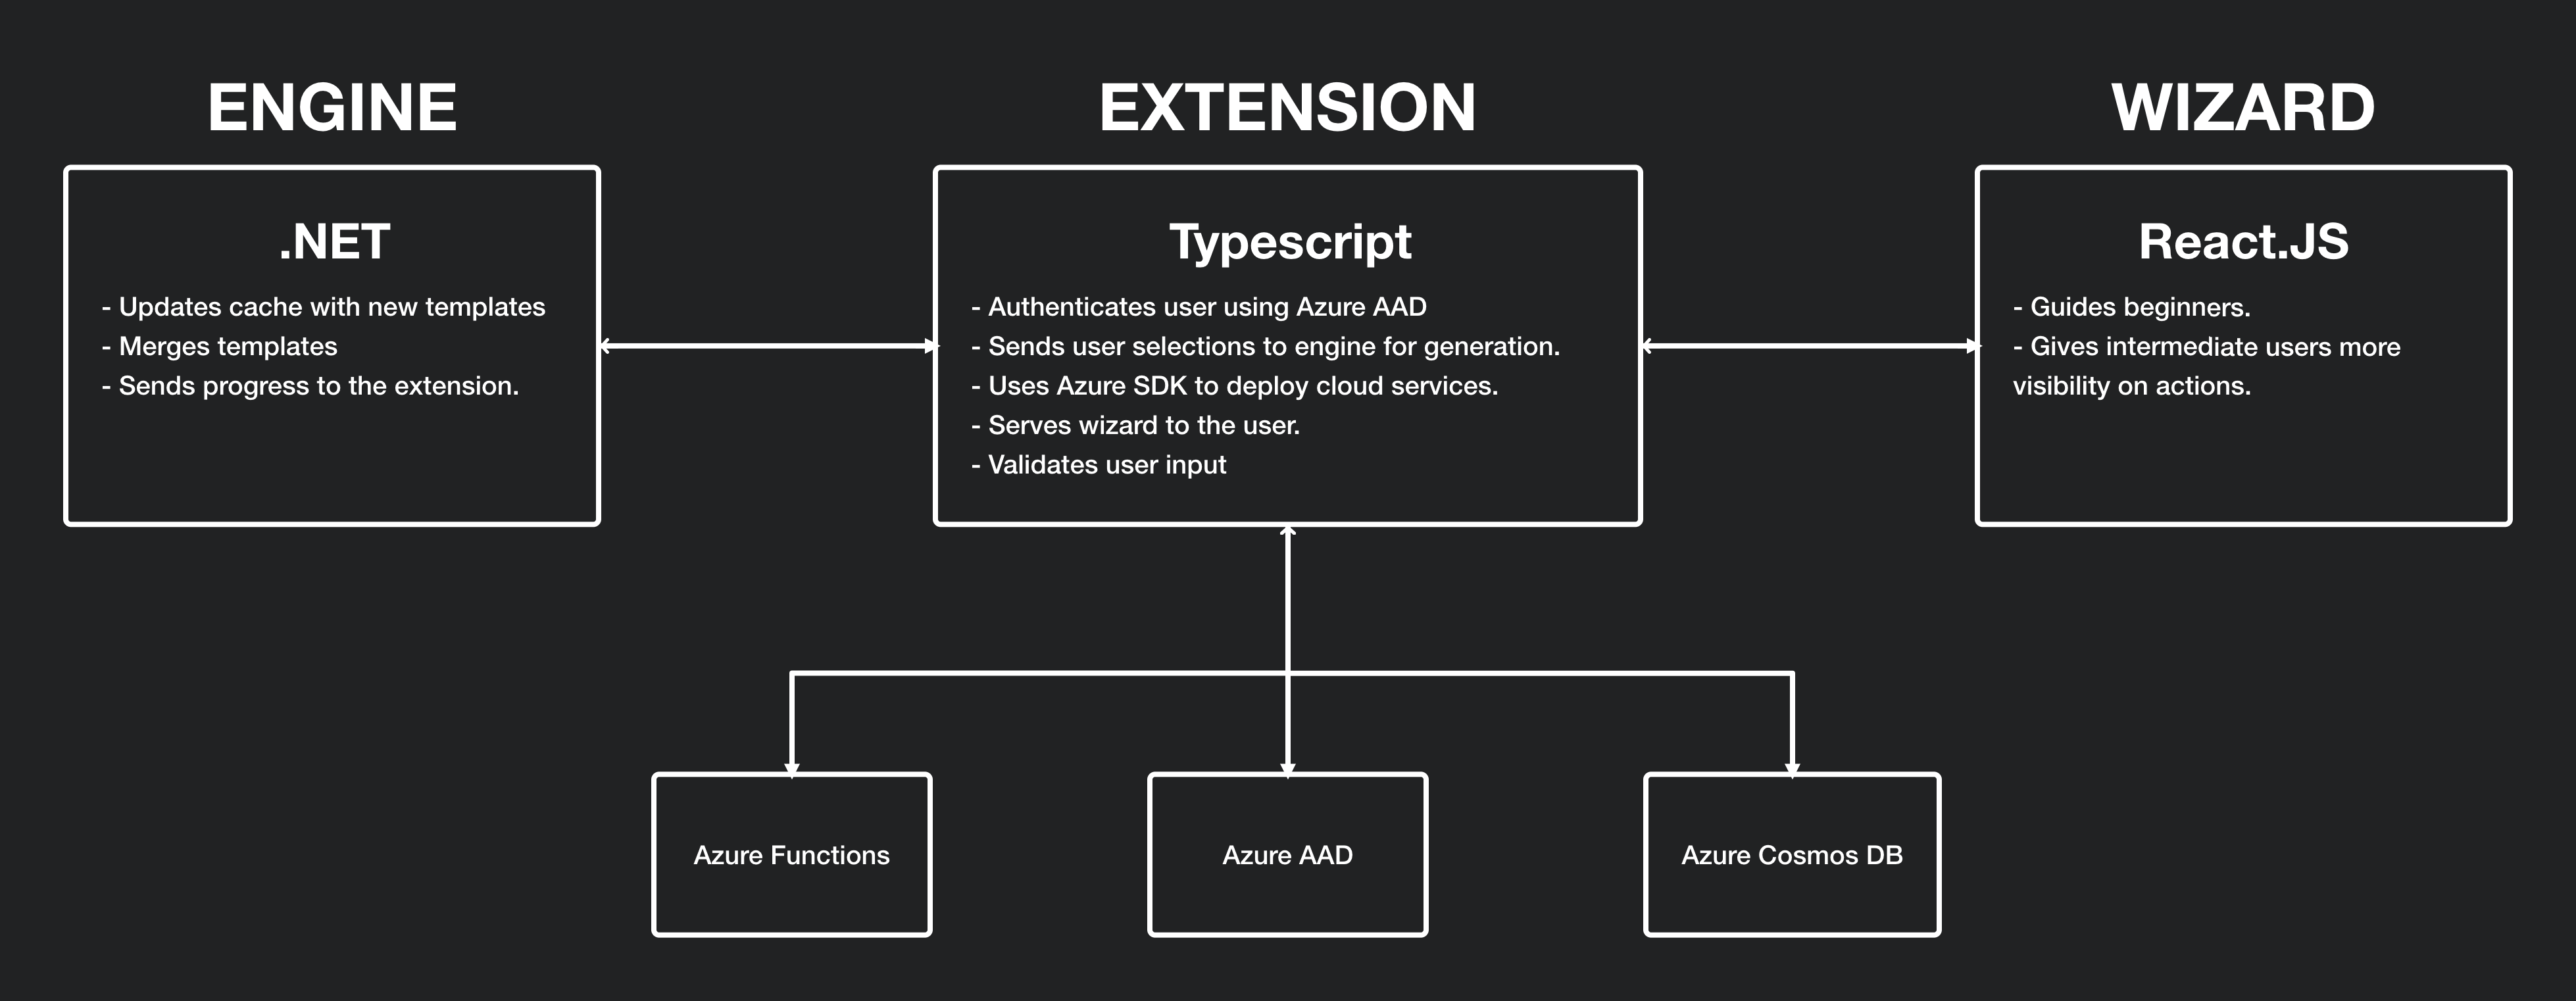 ENGINE
EXTENSION
WIZARD
.NET
- Updates cache with new templates
- Merges templates
- Sends progress to the extension.
Typescript
- Authenticates user using Azure AAD
- Sends user selections to engine for generation.
- Uses Azure SDK to deploy cloud services.
- Serves wizard to the user.
- Validates user input
React.JS
- Guides beginners.
- Gives intermediate users more
visibility on actions.
Azure Functions
Azure AAD
Azure Cosmos DB